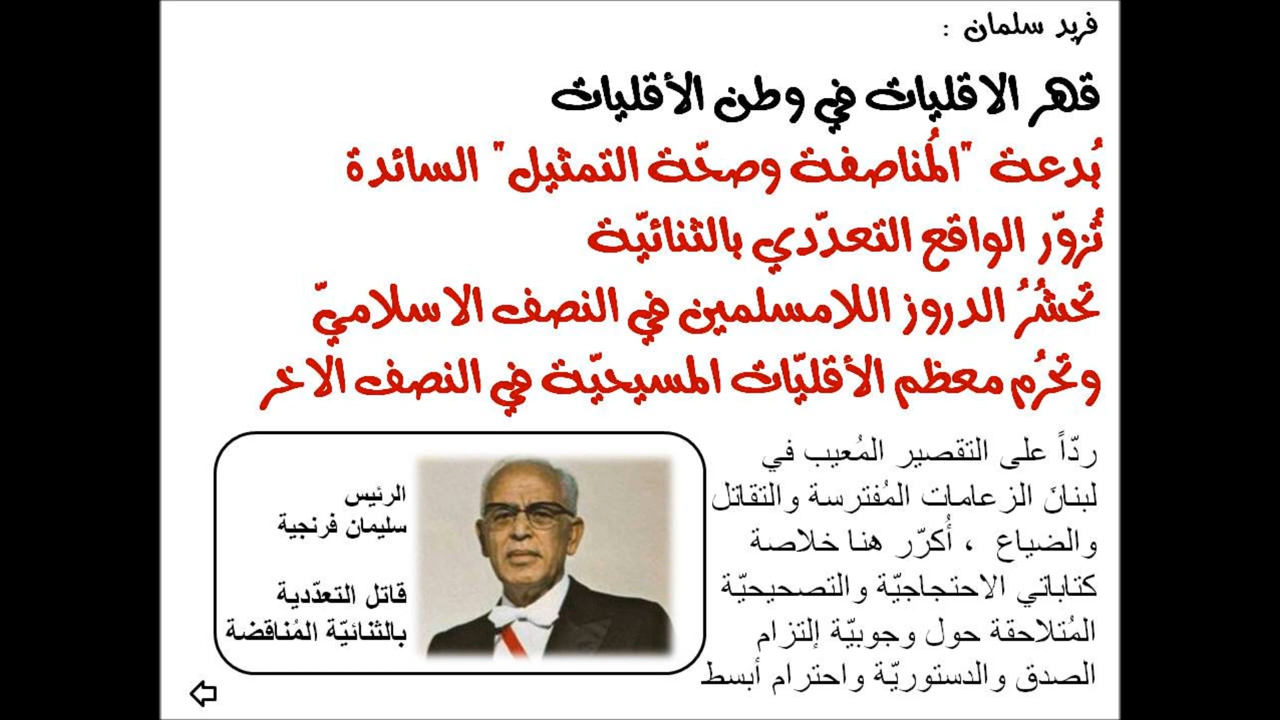 فريد سلمان :
قهر الاقليات في وطن الأقليات
بُدعة "المُناصفة وصحّة التمثيل" السائدة
تُزوّر الواقع التعدّدي بالثنائيّة
تحشُرُ الدروز اللامسلمين في النصف الاسلاميّ
وتحرُم معظم الأقليّات المسيحيّة في النصف الاخر
ردّاً على التقصير المُعيب في
لبنانَ الزعامات المُفترسة والتقاتل
والضياع ، أُكرّر هنا خلاصة
كتاباتي الاحتجاجيّة والتصحيحيّة
المُتلاحقة حول وجوبيّة إلتزام
الصدق والدستوريّة واحترام أبسط
الرئيس
سليمان فرنجية
قاتل التعدّدية
بالثنائيّة المُناقضة